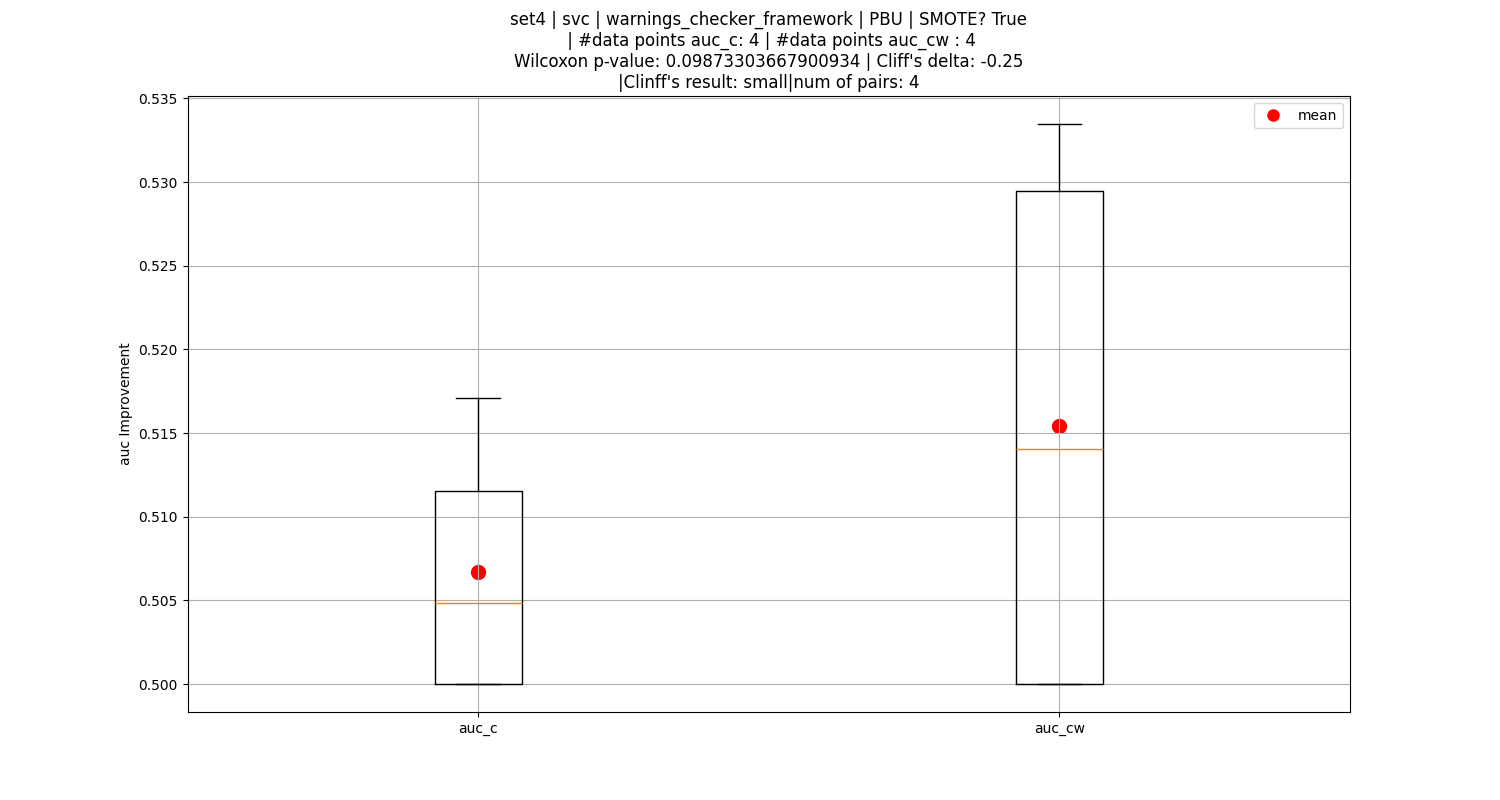 set4 | svc | warnings_checker_framework | PBU | SMOTE? True
| #data points auc_c: 4 | #data points auc_cw : 4
Wilcoxon p-value: 0.09873303667900934 | Cliff's delta: -0.25
|Clinff's result: small|num of pairs: 4
mean
0.535
0.530
0.525
0.520
0.515
0.510
0.505
0.500
auc Improvement
auc_c
auc_cw